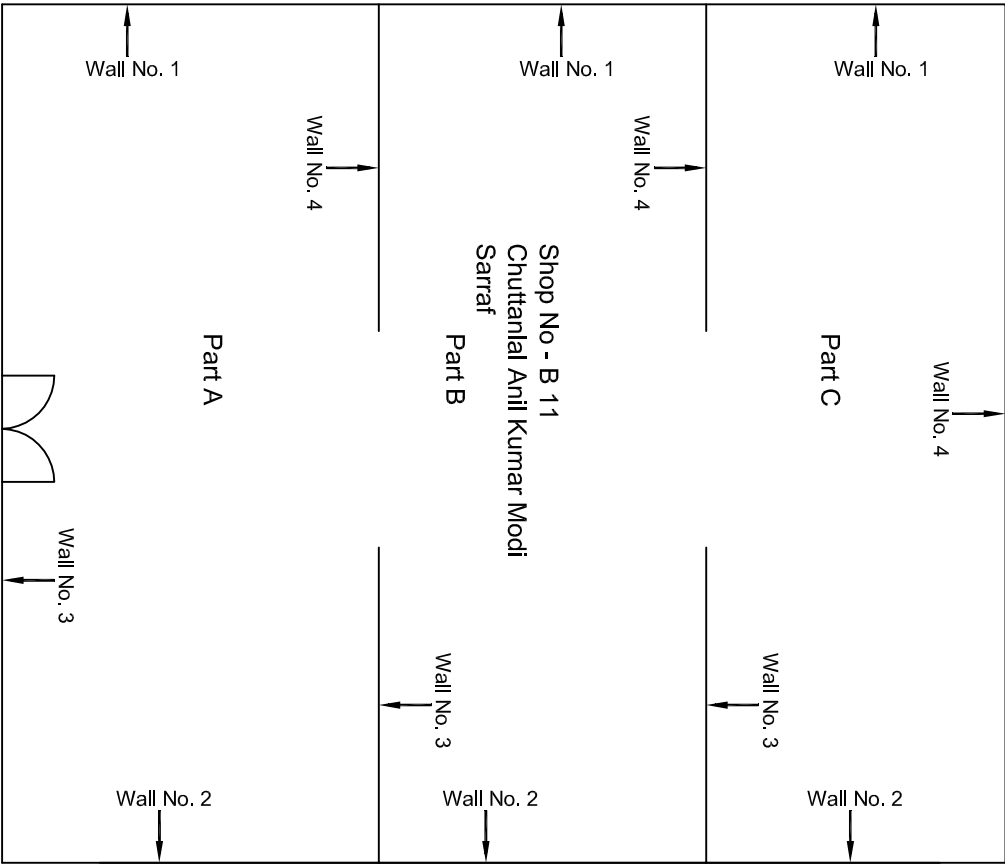 Wall No. 1
Wall No. 1
Wall No. 1
Wall No. 4
Wall No. 4
Shop No - B 11
Chuttanlal Anil Kumar Modi
Sarraf
Part A
Part B
Part C
Wall No. 4
Wall No. 3
Wall No. 3
Wall No. 3
Wall No. 2
Wall No. 2
Wall No. 2